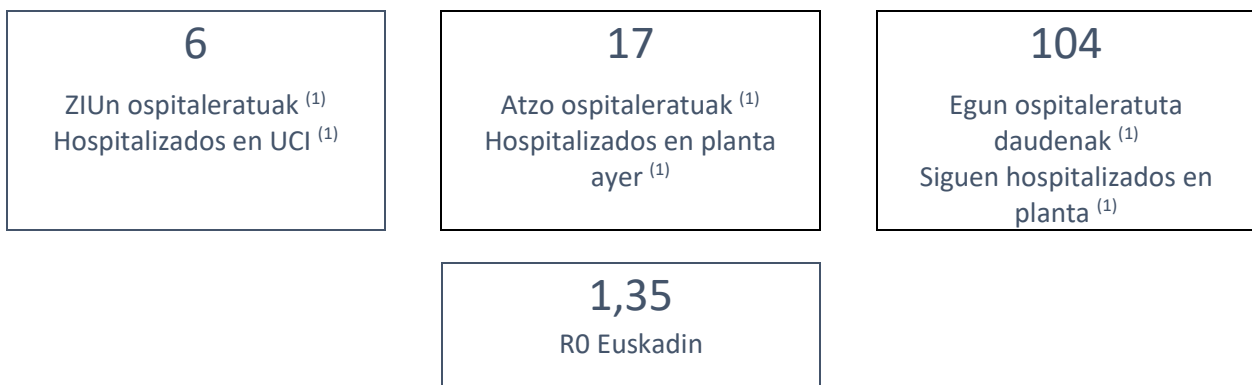 6
ZIUn ospitaleratuak (1)
Hospitalizados en UCI (1)
17
Atzo ospitaleratuak (1)
Hospitalizados en planta
ayer (1)
104
Egun ospitaleratuta
daudenak (1)
Siguen hospitalizados en
planta (1)
1,35
R0 Euskadin